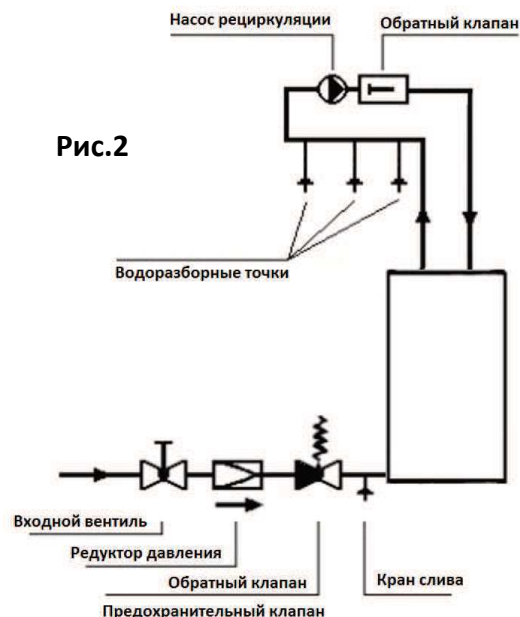 Насос рециркуляции
Обратный клапан
Рис.2
Водоразборные точки
Входной вентиль
Редуктор давления
Обратный клапан
Кран слива
Предохранительный клапан